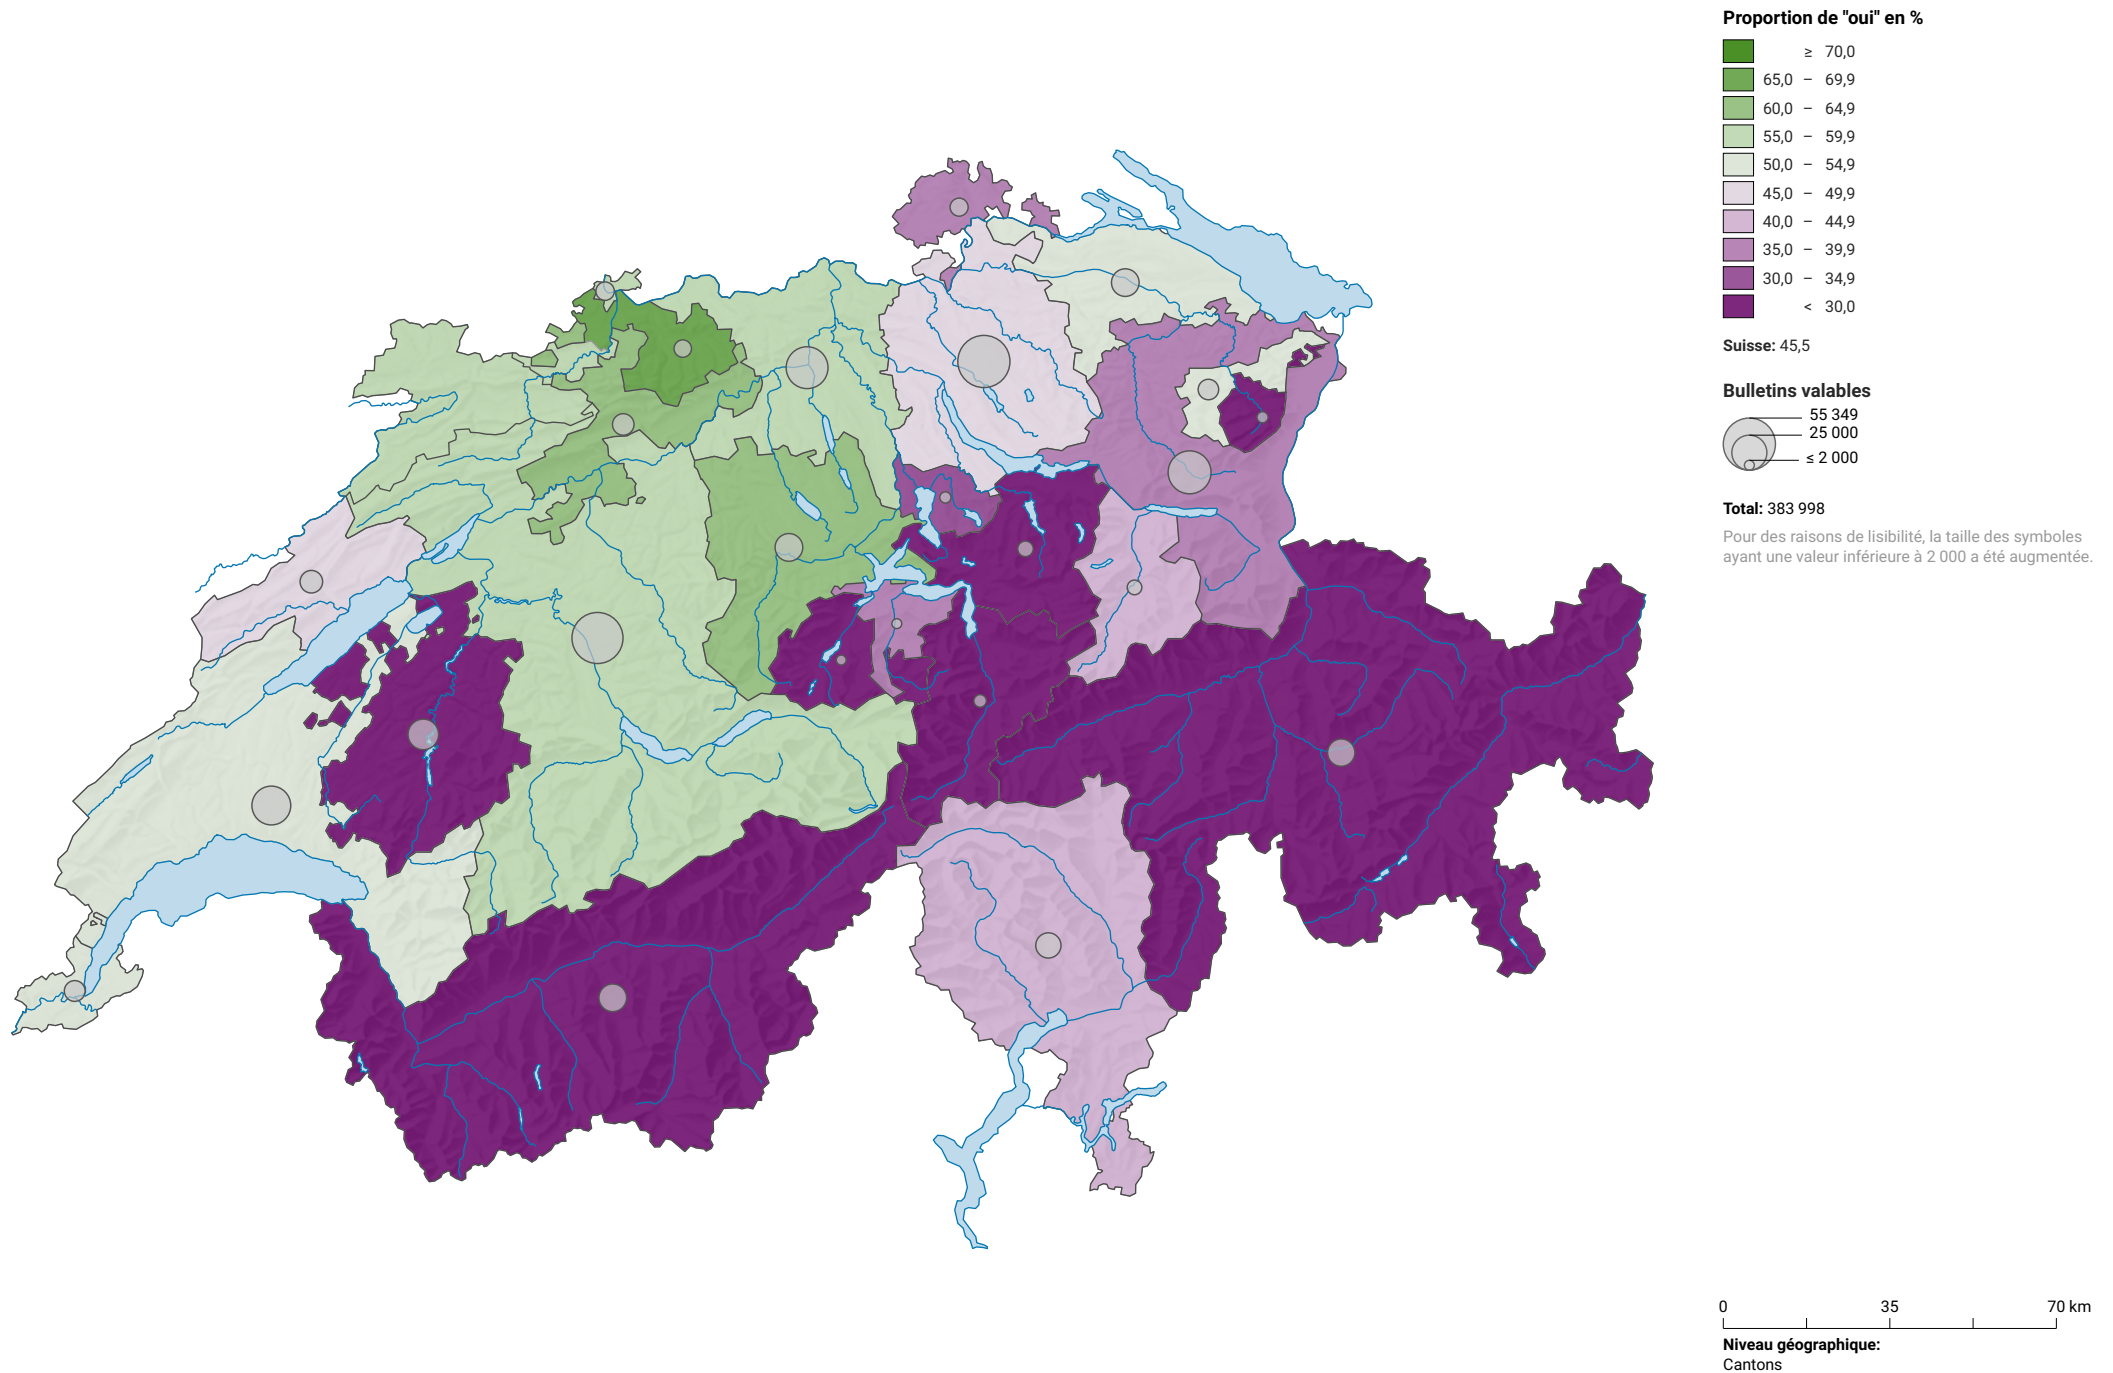 Proportion de "oui" en %
≥ 70,0
65,0 – 69,9
60,0 – 64,9
55,0 – 59,9
50,0 – 54,9
45,0 – 49,9
40,0 – 44,9
35,0 – 39,9
30,0 – 34,9
< 30,0
Suisse: 45,5
Bulletins valables
55 349
25 000
≤ 2 000
Total: 383 998
Pour des raisons de lisibilité, la taille des symboles
ayant une valeur inférieure à 2 000 a été augmentée.
0 35 70 km
Niveau géographique:
Cantons